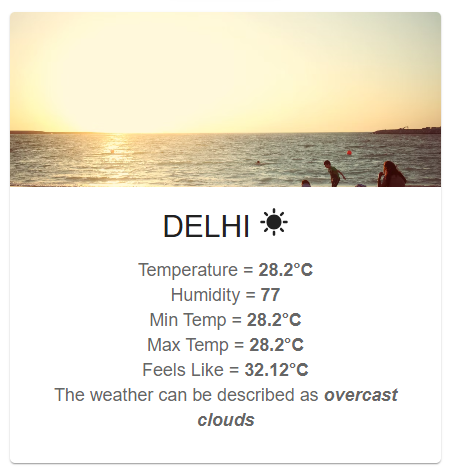 DELHI
Temperature = 28.2°C
Humidity = 77
Min Temp = 28.2°C
Max Temp = 28.2°C
Feels Like = 32.12°C
The weather can be described as overcast
clouds